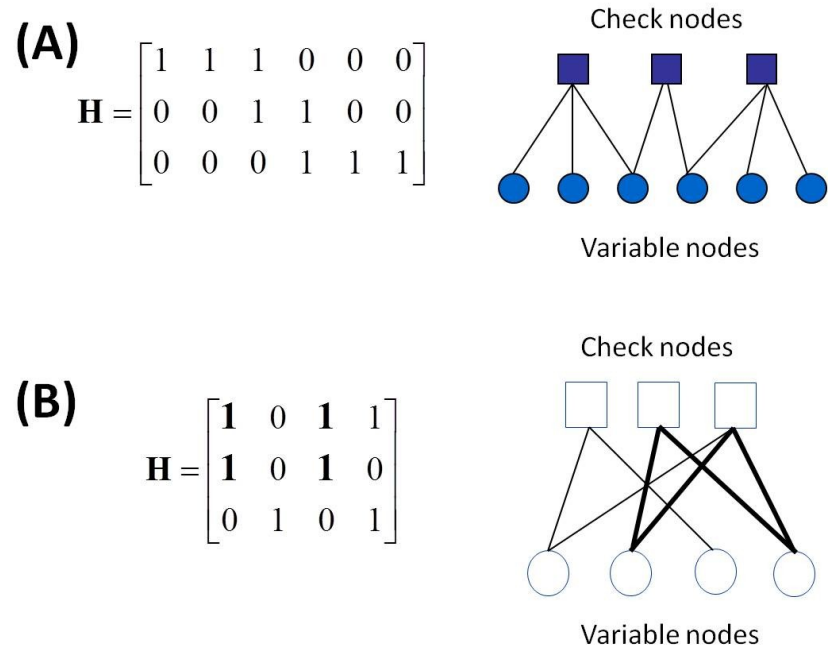 (A)
H = [1 1 1 0 0 0
0 0 1 1 0 0
0 0 0 1 1 1]
Check nodes
Variable nodes
(B)
H = [1 0 1 1
1 0 1 0
0 1 0 1]
Check nodes
Variable nodes